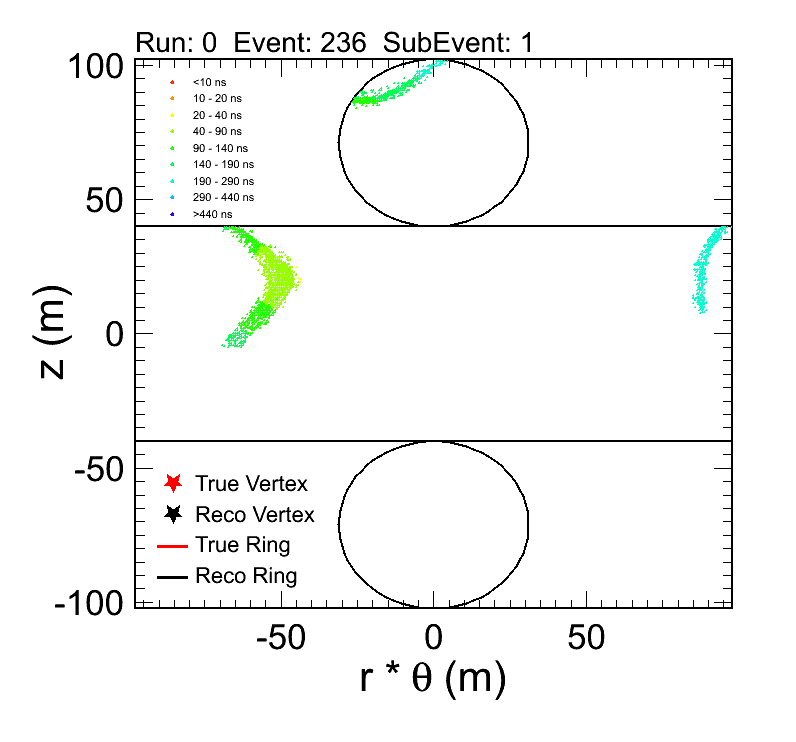 Run: 0 Event: 236 SubEvent: 1
100
<10 ns
10 - 20 ns
20 - 40 ns
40 - 90 ns
90 - 140 ns
140 - 190 ns
190 - 290 ns
290 - 440 ns
>440 ns
50
z (m)
0
-50
True Vertex
Reco Vertex
True Ring
Reco Ring
-100
-50 0 50
r * θ (m)